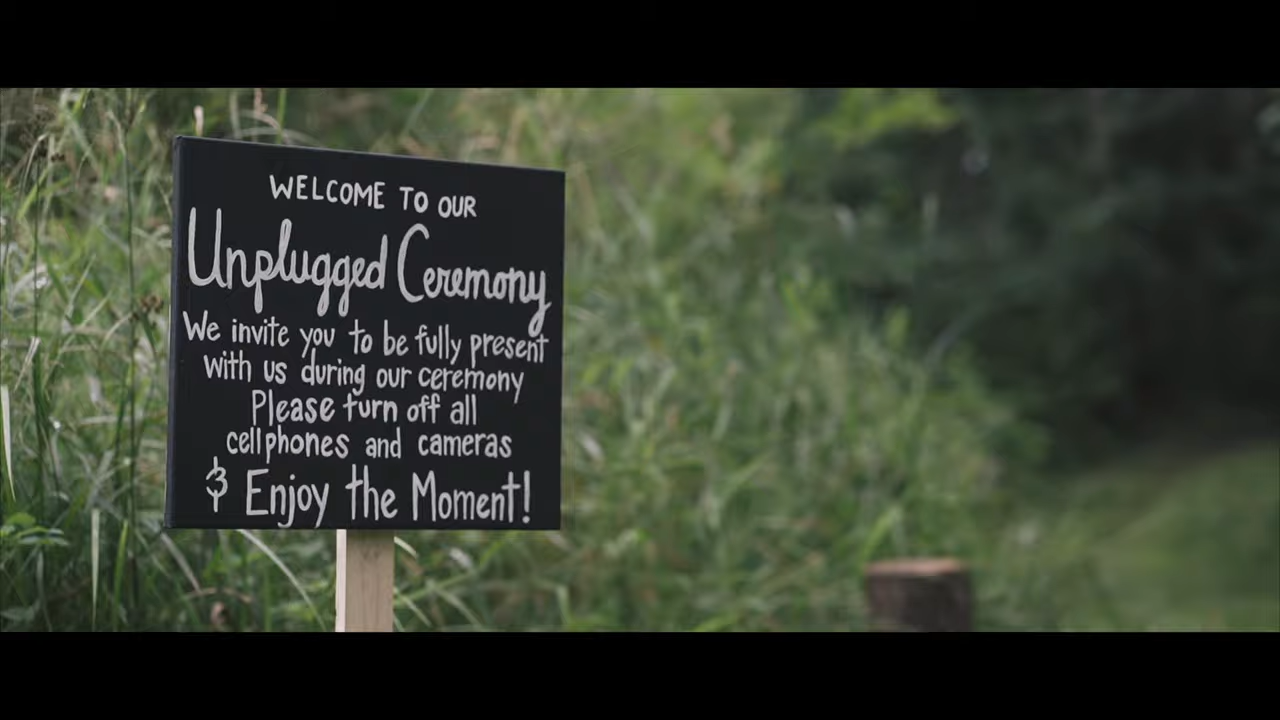 WELCOME TO OUR
Unplugged Ceremony
We invite you to be fully present
with us during our ceremony
Please turn off all
cellphones and cameras
& Enjoy the Moment!